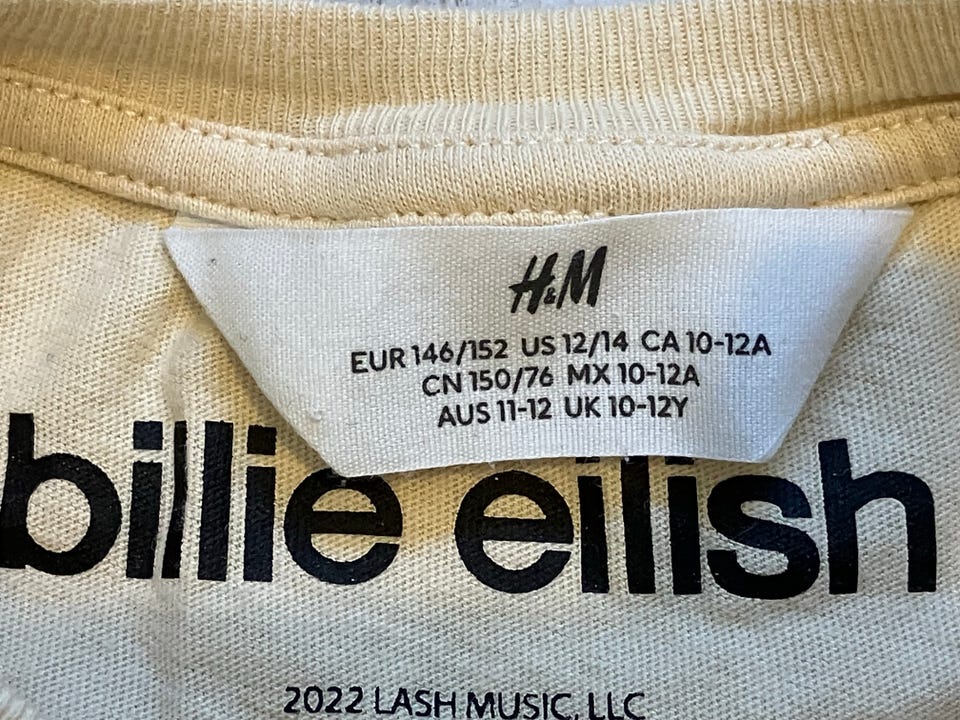 H&M
EUR 146/152 US 12/14 CA 10-12A
CN 150/76 MX 10-12A
AUS 11-12 UK 10-12Y
billie eilish
2022 LASH MUSIC, LLC